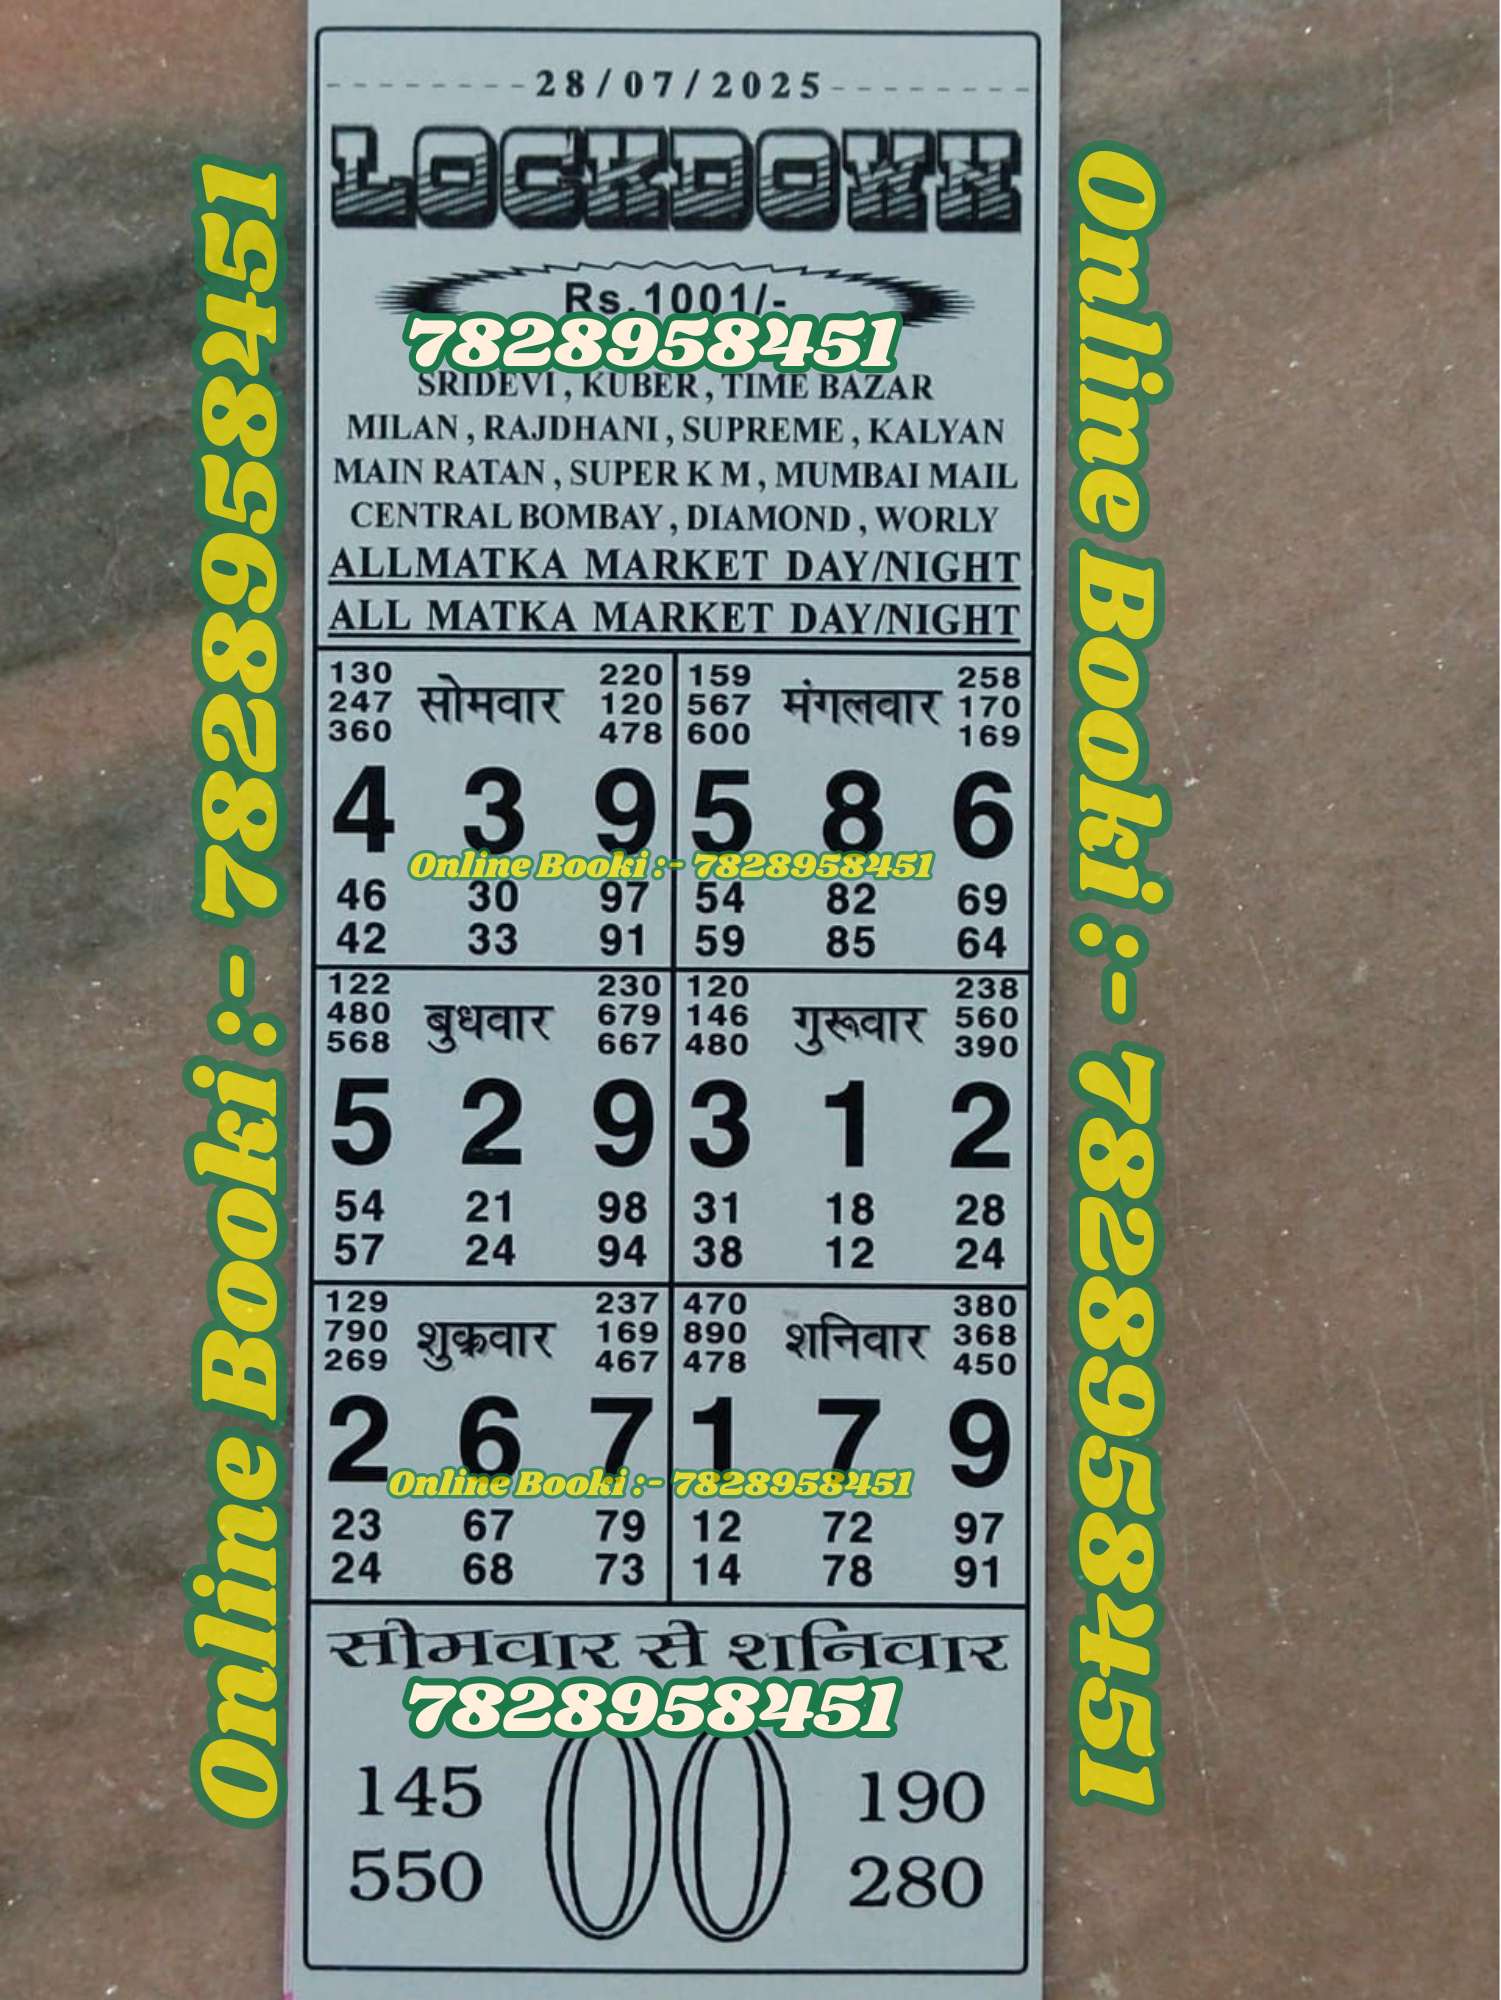 28/07/2025
LOCKDOWN
Rs.1001/-
7828958451
SRIDEVI, KUBER, TIME BAZAR
MILAN, RAJDHANI, SUPREME, KALYAN
MAIN RATAN, SUPER K M, MUMBAI MAIL
CENTRAL BOMBAY, DIAMOND, WORLY
ALLMATKA MARKET DAY/NIGHT
ALL MATKA MARKET DAY/NIGHT
130 220
247 सोमवार 120
360 478
4 3 9
46 30 97
42 33 91
159 258
567 मंगलवार 170
600 169
5 8 6
54 82 69
59 85 64
Online Booki :- 7828958451
122 230
480 बुधवार 679
568 667
5 2 9
54 21 98
57 24 94
120 238
146 गुरूवार 560
480 390
3 1 2
31 18 28
38 12 24
129 237
790 शुक्रवार 169
269 467
2 6 7
23 67 79
24 68 73
470 380
890 शनिवार 368
478 450
1 7 9
12 72 97
14 78 91
Online Booki :- 7828958451
सोमवार से शनिवार
7828958451
145 00 190
550 280
Online Booki :- 7828958451
Online Booki :- 7828958451